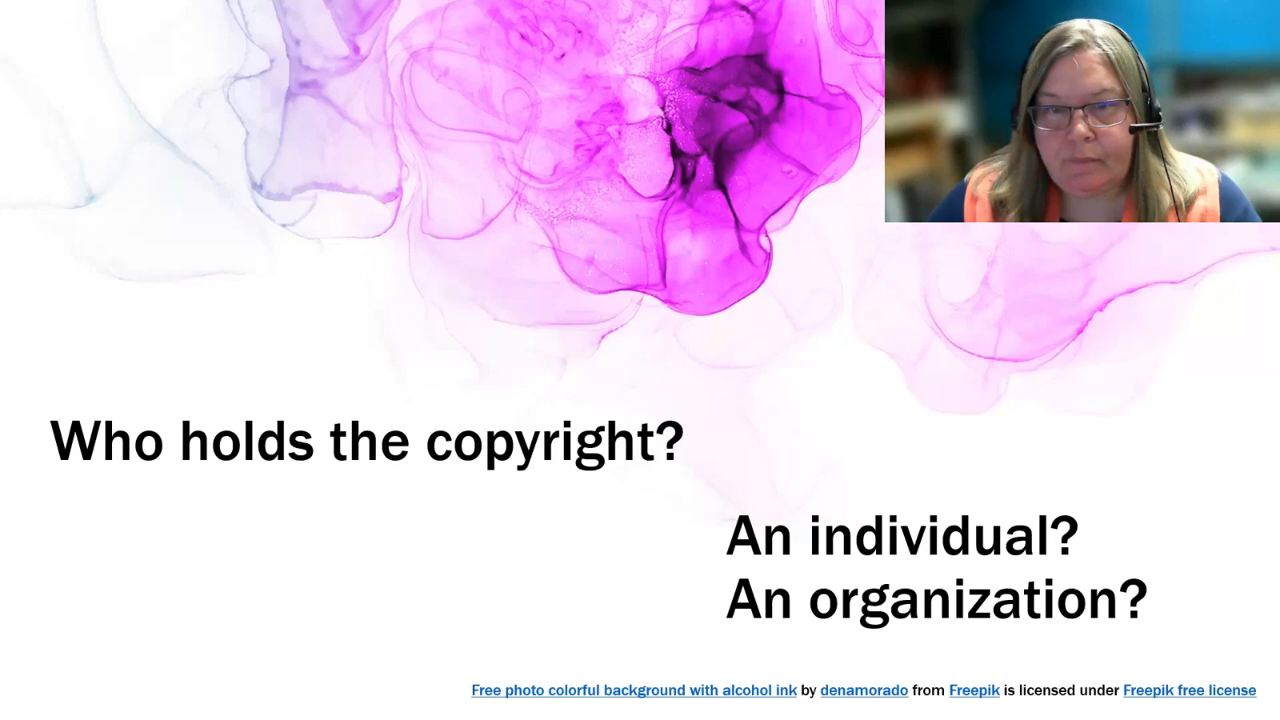 Who holds the copyright?
An individual?
An organization?
Free photo colorful background with alcohol ink by denamorado from Freepik is licensed under Freepik free license